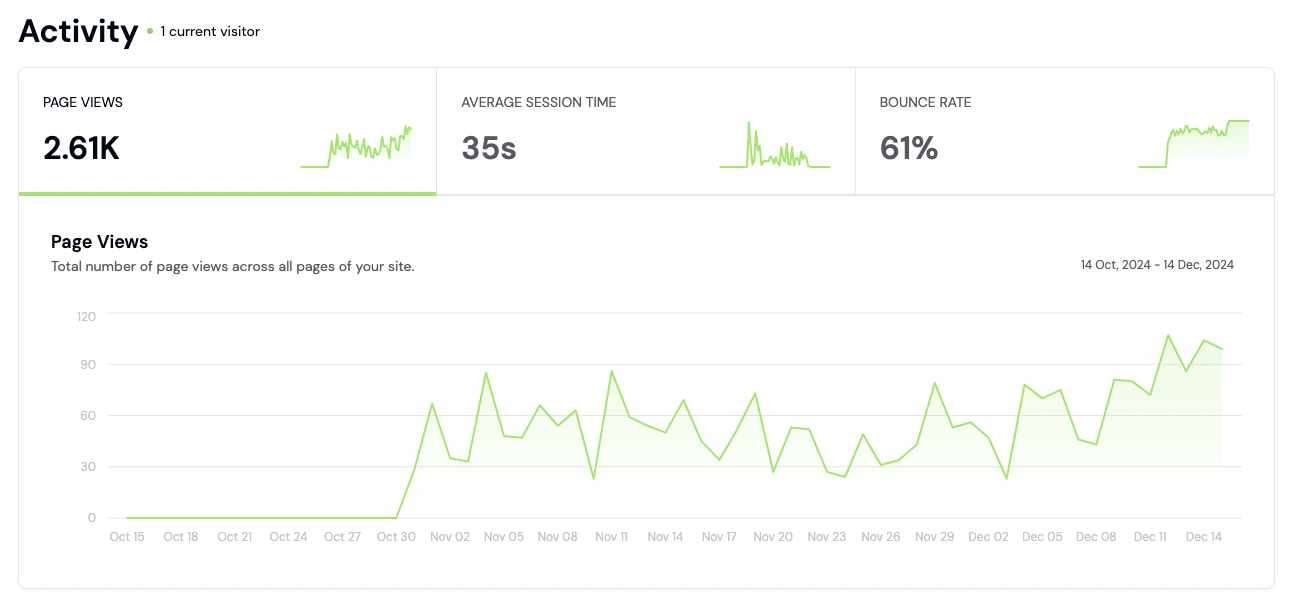 Activity 1 current visitor
PAGE VIEWS
2.61K
AVERAGE SESSION TIME
35s
BOUNCE RATE
61%
Page Views
Total number of page views across all pages of your site.
14 Oct, 2024 - 14 Dec, 2024
120
90
60
30
0
Oct 15 Oct 18 Oct 21 Oct 24 Oct 27 Oct 30 Nov 02 Nov 05 Nov 08 Nov 11 Nov 14 Nov 17 Nov 20 Nov 23 Nov 26 Nov 29 Dec 02 Dec 05 Dec 08 Dec 11 Dec 14